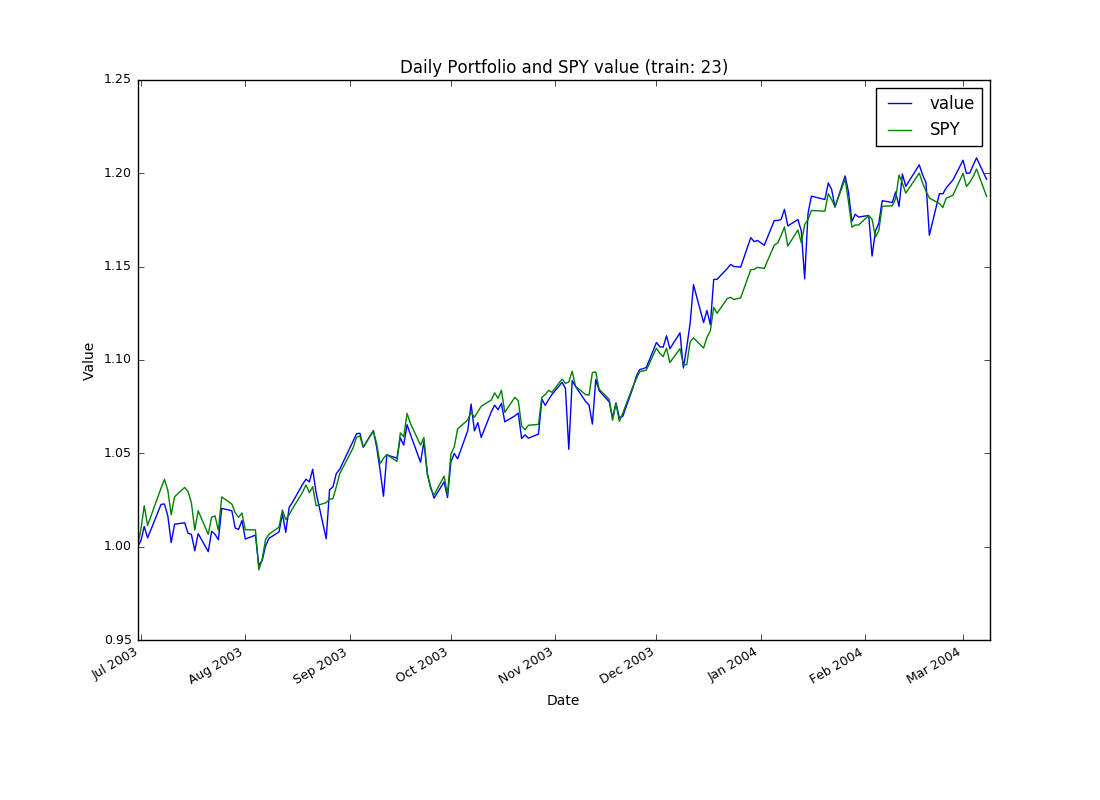 Daily Portfolio and SPY value (train: 23)
1.25
1.20
1.15
1.10
1.05
1.00
0.95
Value
value
SPY
Jul 2003
Aug 2003
Sep 2003
Oct 2003
Nov 2003
Dec 2003
Jan 2004
Feb 2004
Mar 2004
Date